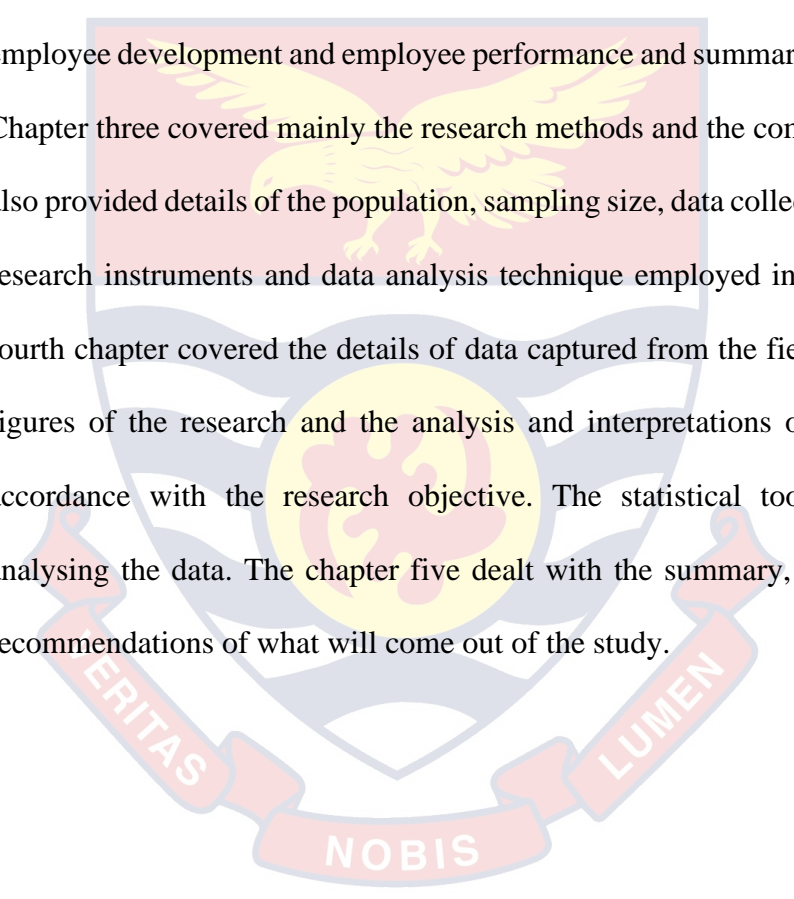 employee development and employee performance and summar
Chapter three covered mainly the research methods and the con
also provided details of the population, sampling size, data collec
research instruments and data analysis technique employed in
fourth chapter covered the details of data captured from the fie
figures of the research and the analysis and interpretations o
accordance with the research objective. The statistical too
analysing the data. The chapter five dealt with the summary,
recommendations of what will come out of the study.
VERITAS
NOBIS
LUMEN